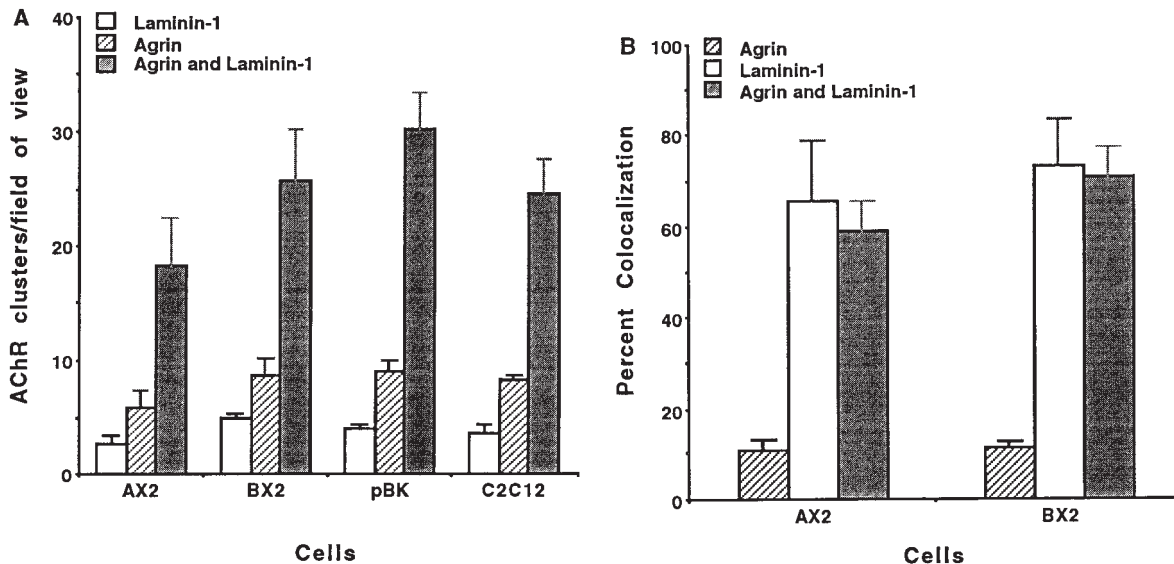 A
Laminin-1
Agrin
Agrin and Laminin-1
AChR clusters/field of view
40
30
20
10
0
AX2 BX2 pBK C2C12
Cells
B
Agrin
Laminin-1
Agrin and Laminin-1
Percent Colocalization
100
80
60
40
20
0
AX2 BX2
Cells